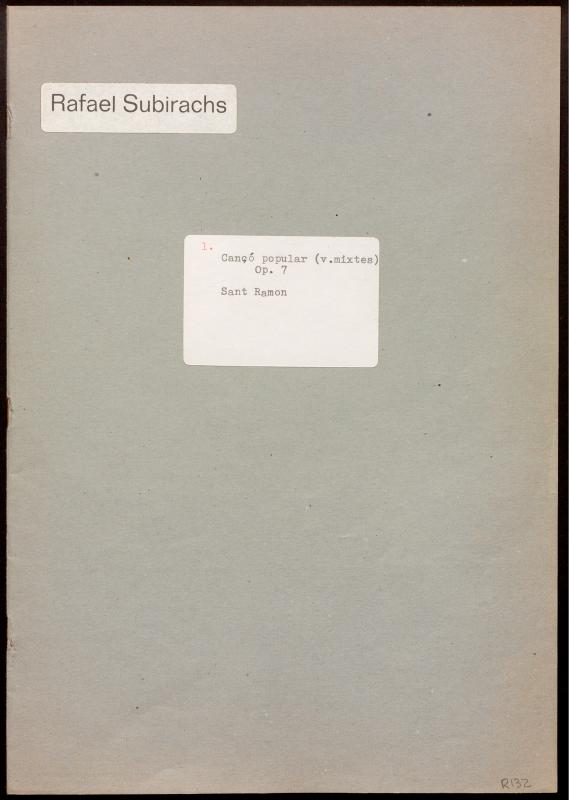 Rafael Subirachs
1.
Cançó popular (v.mixtes)
Op. 7
Sant Ramon
R132